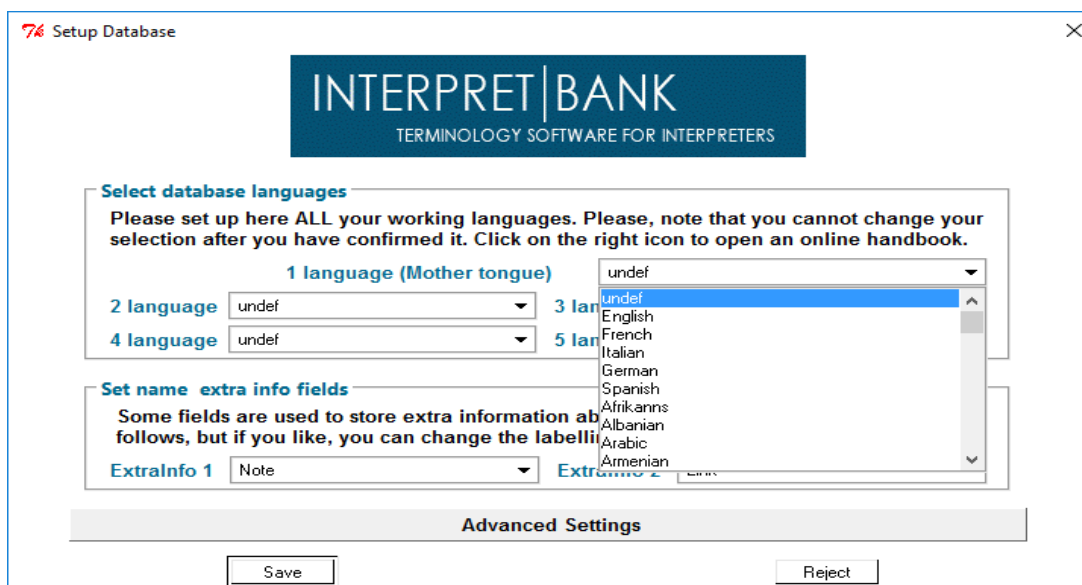 Setup Database
INTERPRET|BANK
TERMINOLOGY SOFTWARE FOR INTERPRETERS
Select database languages
Please set up here ALL your working languages. Please, note that you cannot change your
selection after you have confirmed it. Click on the right icon to open an online handbook.
1 language (Mother tongue) undef
undef
English
French
Italian
German
Spanish
Afrikanns
Albanian
Arabic
Armenian
2 language undef 3 lan
4 language undef 5 lan
Set name extra info fields
Some fields are used to store extra information ab
follows, but if you like, you can change the labelli
ExtraInfo 1 Note
Advanced Settings
Save Reject